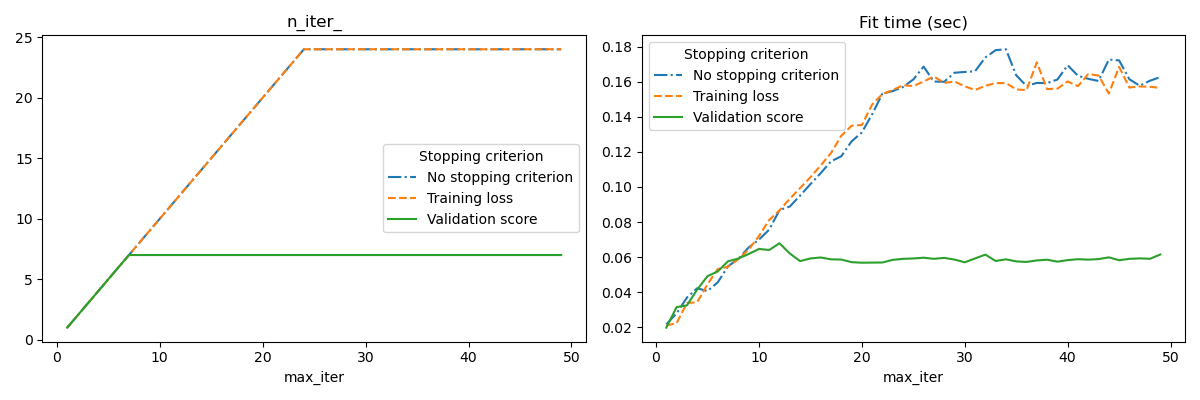 n_iter_
25
20
15
10
5
0
Stopping criterion
No stopping criterion
Training loss
Validation score
0 10 20 30 40 50
max_iter
Fit time (sec)
0.18
0.16
0.14
0.12
0.10
0.08
0.06
0.04
0.02
Stopping criterion
No stopping criterion
Training loss
Validation score
0 10 20 30 40 50
max_iter